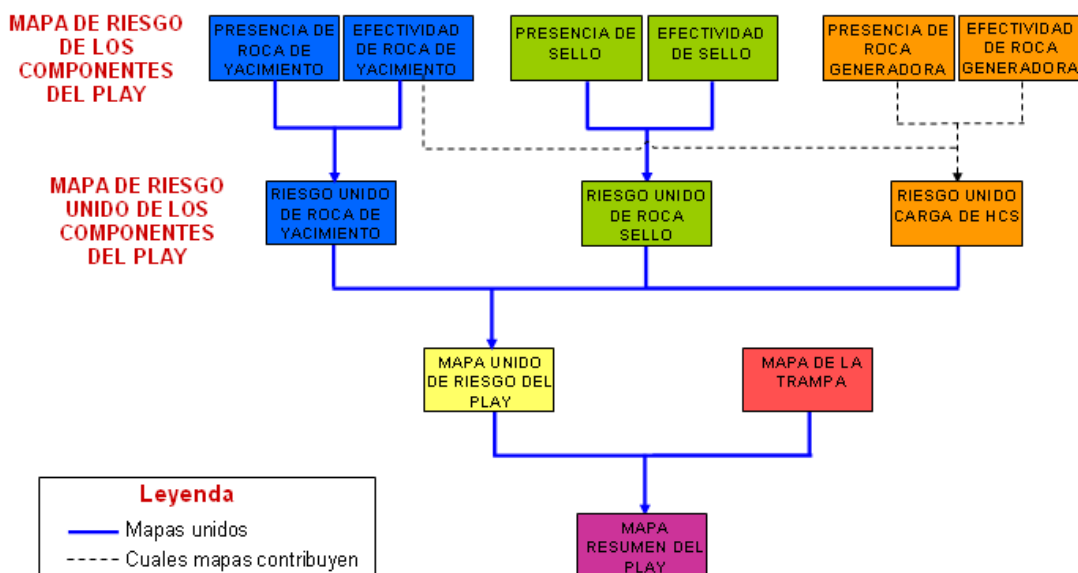 MAPA DE RIESGO
DE LOS
COMPONENTES
DEL PLAY
PRESENCIA DE
ROCA DE
YACIMIENTO
EFECTIVIDAD
DE ROCA DE
YACIMIENTO
PRESENCIA DE
SELLO
EFECTIVIDAD
DE SELLO
PRESENCIA DE
ROCA
GENERADORA
EFECTIVIDAD
DE ROCA
GENERADORA
MAPA DE RIESGO
UNIDO DE LOS
COMPONENTES
DEL PLAY
RIESGO UNIDO
DE ROCA DE
YACIMIENTO
RIESGO UNIDO
DE ROCA
SELLO
RIESGO UNIDO
CARGA DE HCS
MAPA UNIDO
DE RIESGO DEL
PLAY
MAPA DE LA
TRAMPA
Leyenda
Mapas unidos
Cuales mapas contribuyen
MAPA
RESUMEN DEL
PLAY